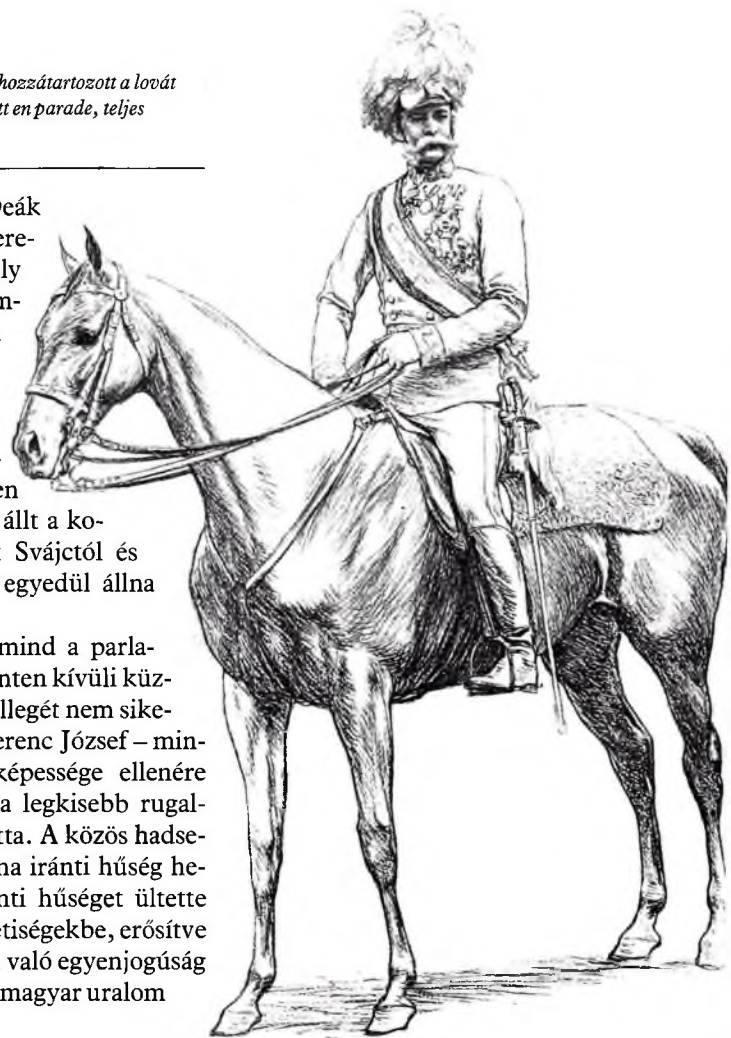 hozzátartozott a lovát
tt en parade, teljes
eák
ere-
ly
m-
en
állt a ko-
t Svájctól és
egyedül állna
mind a parla-
nten kívüli küz-
llegét nem sike-
erenc József – min-
képessége ellenére
a legkisebb rugal-
tta. A közös hadse-
na iránti hűség he-
nti hűséget ültette
etiségekbe, erősítve
való egyenjogúság
magyar uralom